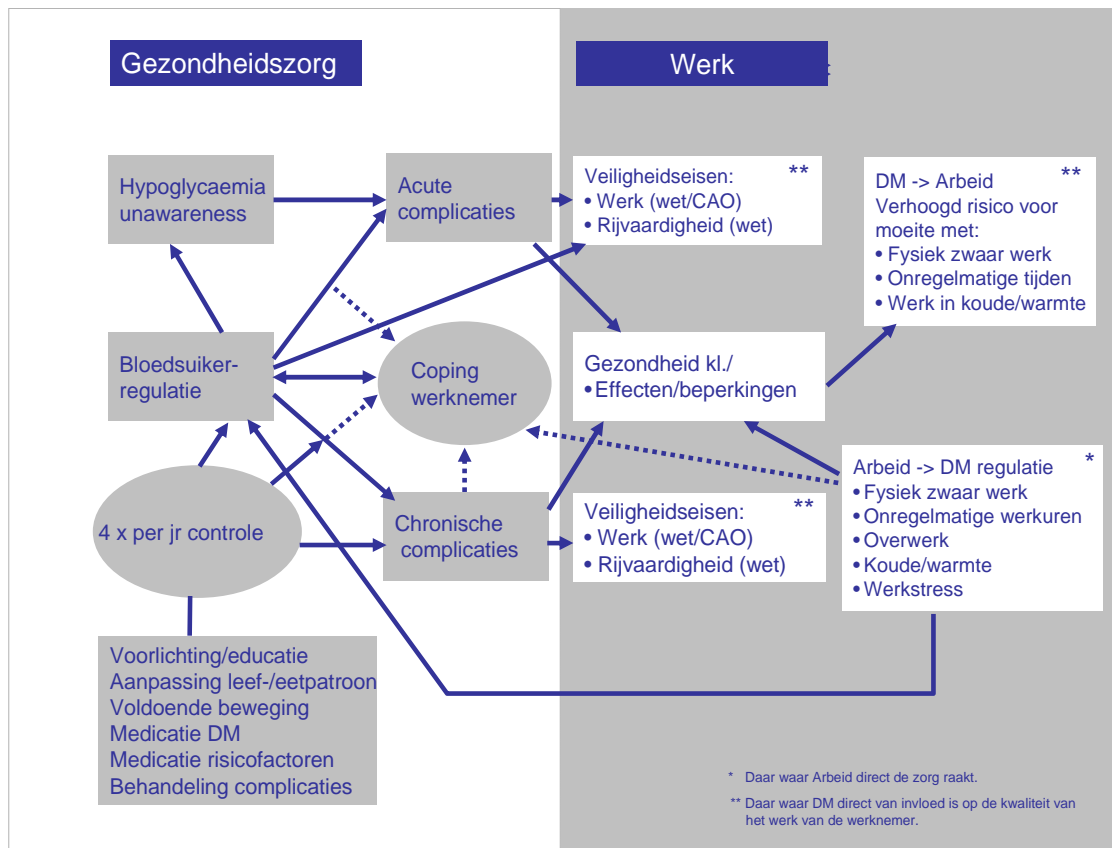 Gezondheidszorg
Werk
Hypoglycaemia
unawareness
Acute
complicaties
Veiligheidseisen: **
• Werk (wet/CAO)
• Rijvaardigheid (wet)
DM -> Arbeid **
Verhoogd risico voor
moeite met:
• Fysiek zwaar werk
• Onregelmatige tijden
• Werk in koude/warmte
Bloedsuiker-
regulatie
Coping
werknemer
Gezondheid kl./
• Effecten/beperkingen
4 x per jr controle
Chronische
complicaties
Veiligheidseisen: **
• Werk (wet/CAO)
• Rijvaardigheid (wet)
Arbeid -> DM regulatie *
• Fysiek zwaar werk
• Onregelmatige werkuren
• Overwerk
• Koude/warmte
• Werkstress
Voorlichting/educatie
Aanpassing leef-/eetpatroon
Voldoende beweging
Medicatie DM
Medicatie risicofactoren
Behandeling complicaties
* Daar waar Arbeid direct de zorg raakt.
** Daar waar DM direct van invloed is op de kwaliteit van
het werk van de werknemer.